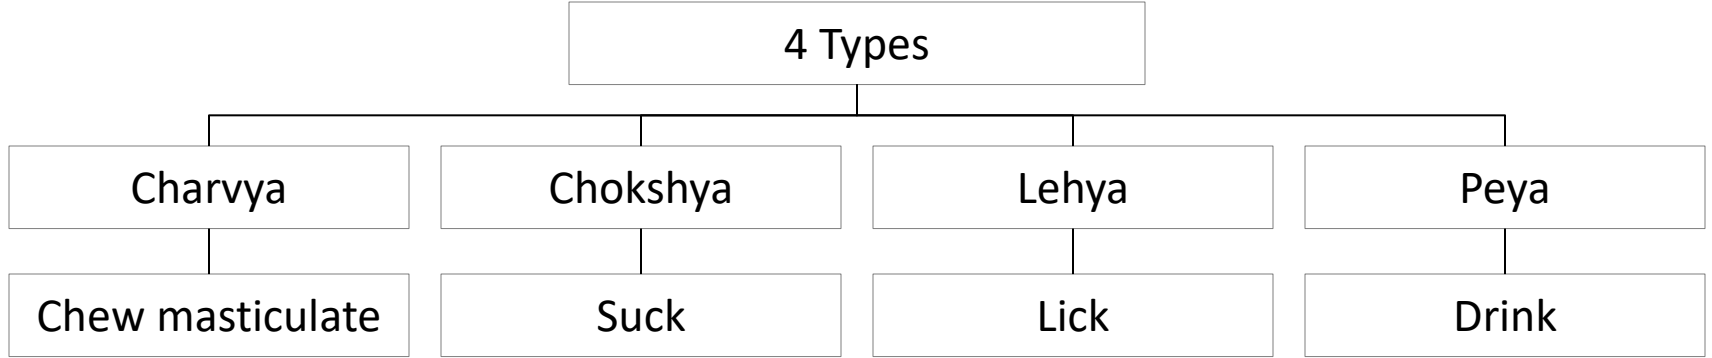 4 Types
Charvya
Chokshya
Lehya
Peya
Chew masticulate
Suck
Lick
Drink